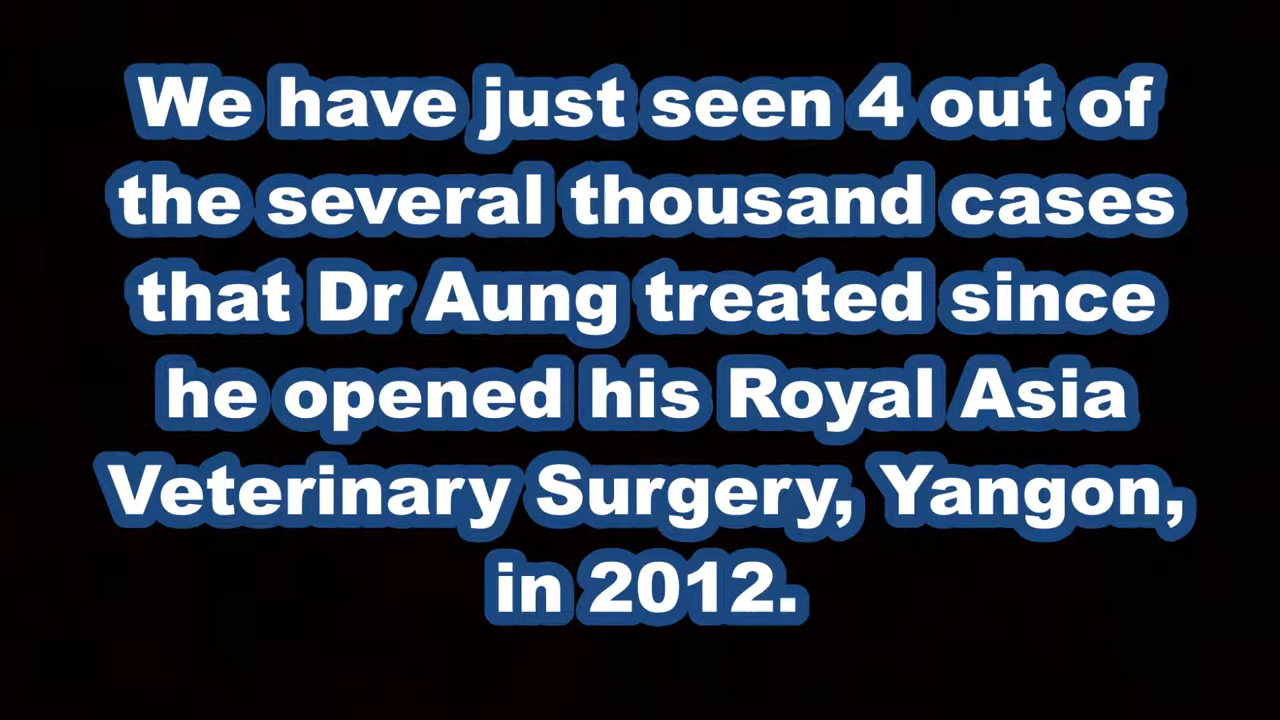 We have just seen 4 out of
the several thousand cases
that Dr Aung treated since
he opened his Royal Asia
Veterinary Surgery, Yangon,
in 2012.